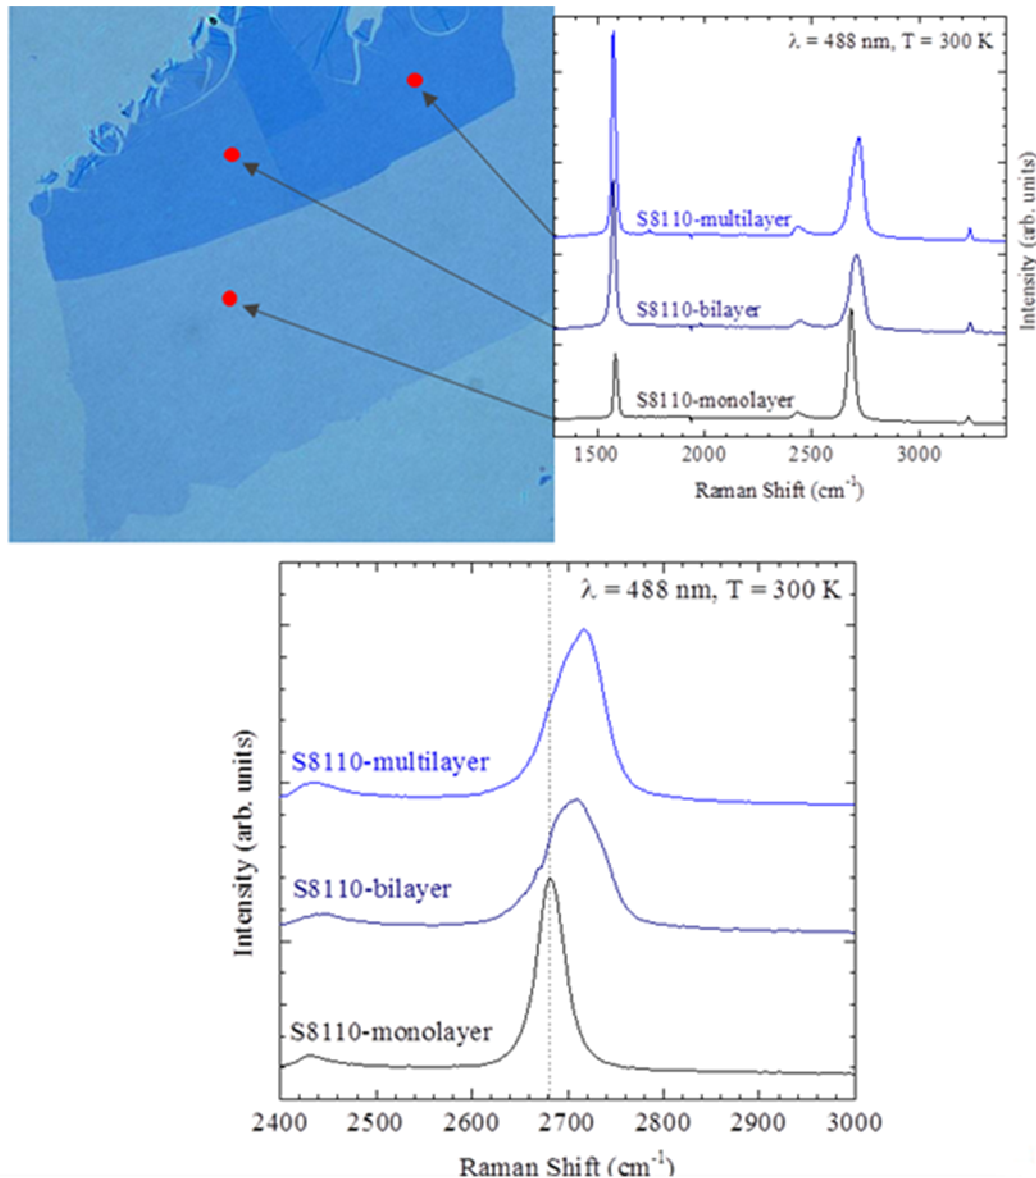 λ = 488 nm, T = 300 K
S8110-multilayer
S8110-bilayer
S8110-monolayer
Intensity (arb. units)
1500 2000 2500 3000
Raman Shift (cm⁻¹)
λ = 488 nm, T = 300 K
S8110-multilayer
S8110-bilayer
S8110-monolayer
Intensity (arb. units)
2400 2500 2600 2700 2800 2900 3000
Raman Shift (cm⁻¹)